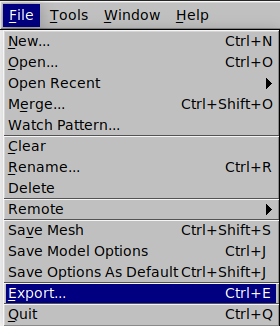 File Tools Window Help
New... Ctrl+N
Open... Ctrl+O
Open Recent
Merge... Ctrl+Shift+O
Watch Pattern...
Clear
Rename... Ctrl+R
Delete
Remote
Save Mesh Ctrl+Shift+S
Save Model Options Ctrl+J
Save Options As Default Ctrl+Shift+J
Export... Ctrl+E
Quit Ctrl+Q